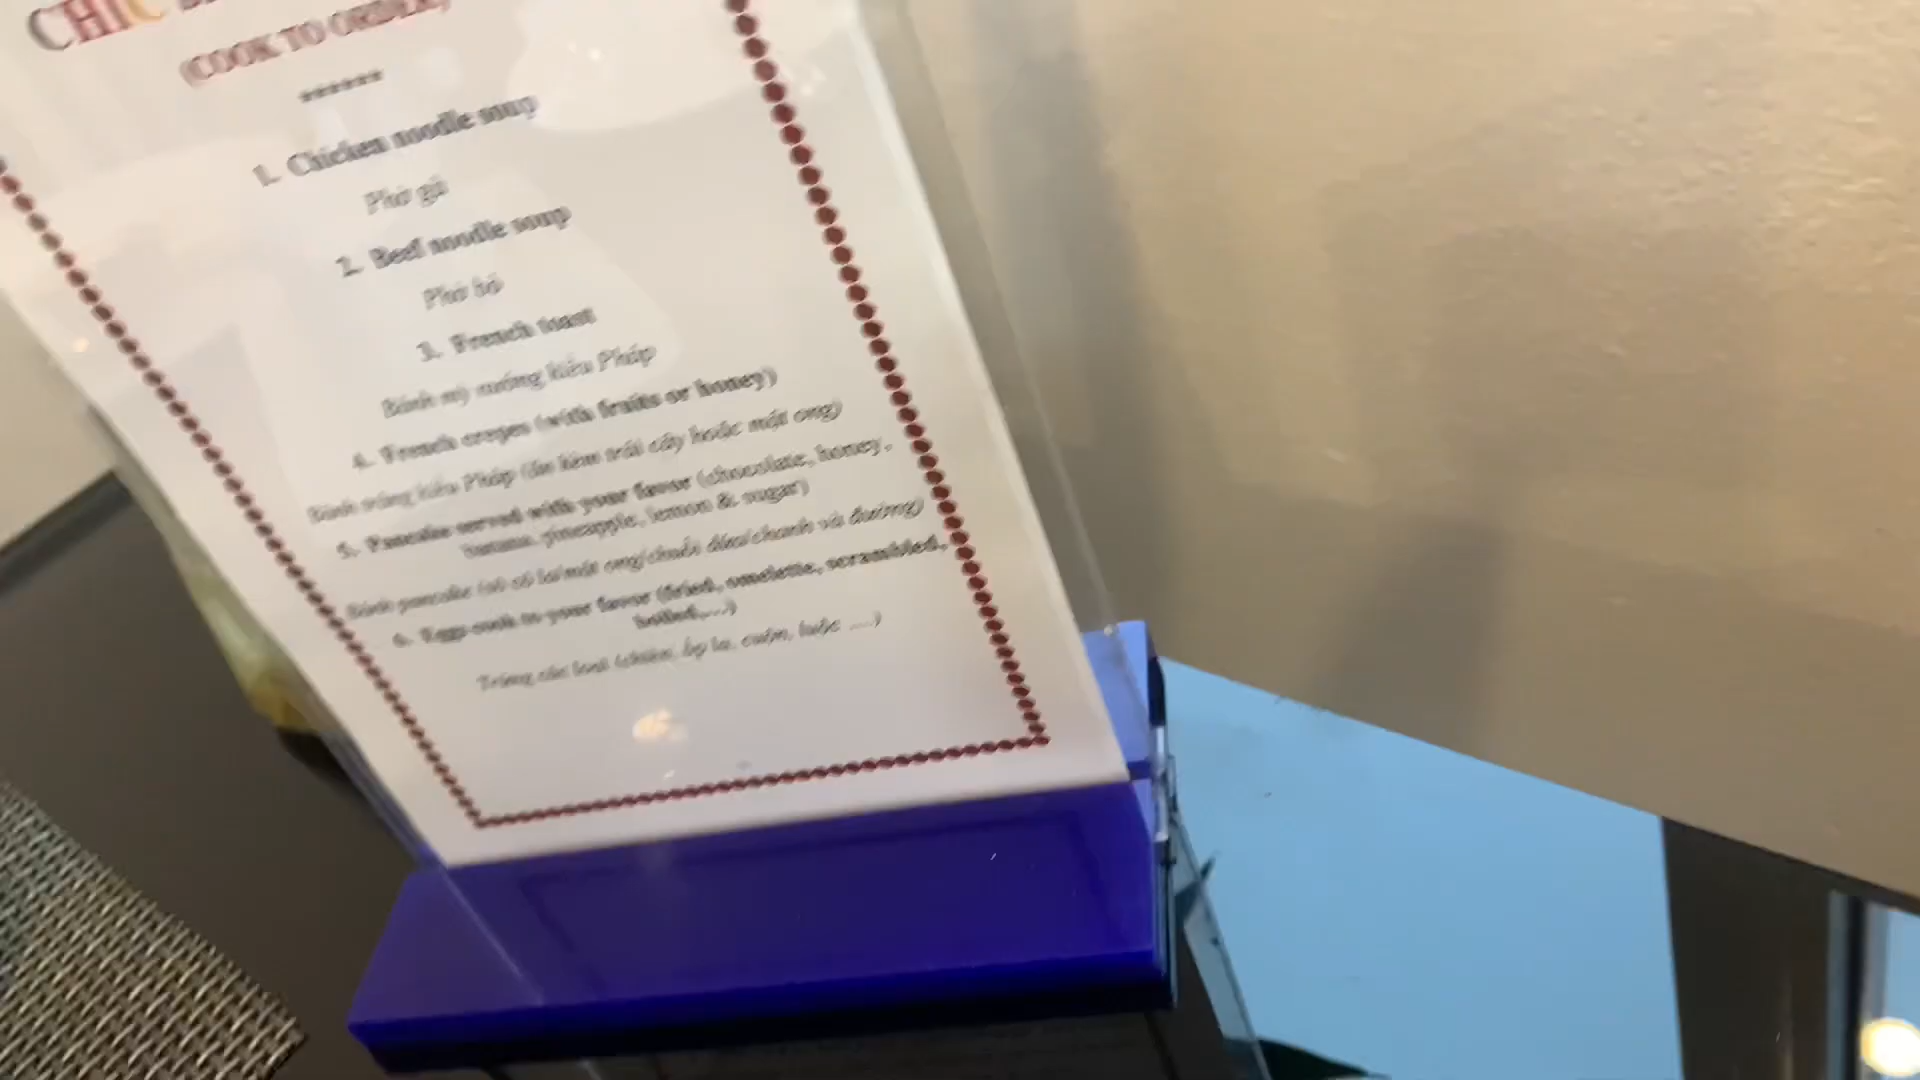 CHIC
(COOK TO ORDER)
*******
1. Chicken noodle soup
Phở gà
2. Beef noodle soup
Phở bò
3. French toast
Bánh mỳ nướng kiểu Pháp
4. French crepes (with fruits or honey)
Bánh tráng kiểu Pháp (ăn kèm trái cây hoặc mật ong)
5. Pancake served with your favor (chocolate, honey,
banana, pineapple, lemon & sugar)
Bánh pancake (sô cô la/mật ong/chuối/dứa/chanh và đường)
6. Eggs cook to your favor (fried, omelette, scrambled,
boiled,...)
Trứng các loại (chiên, ốp la, cuộn, luộc ....)